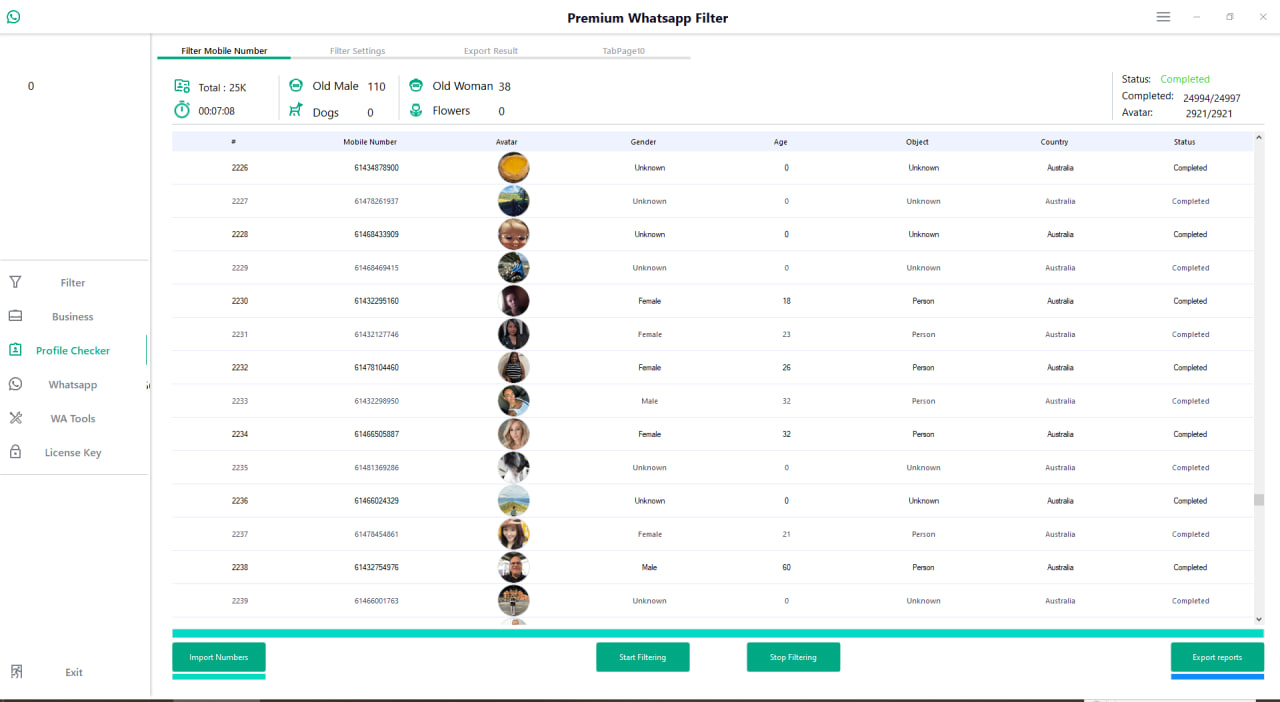 Premium Whatsapp Filter
Filter Mobile Number
Filter Settings
Export Result
TabPage10
0
Total : 25K
00:07:08
Old Male 110
Dogs 0
Old Woman 38
Flowers 0
Status: Completed
Completed: 24994/24997
Avatar: 2921/2921
# Mobile Number Avatar Gender Age Object Country Status
2226 61434878900 Unknown 0 Unknown Australia Completed
2227 61478261937 Unknown 0 Unknown Australia Completed
2228 61468433909 Unknown 0 Unknown Australia Completed
2229 61468469415 Unknown 0 Unknown Australia Completed
2230 61432295160 Female 18 Person Australia Completed
2231 61432127746 Female 23 Person Australia Completed
2232 61478104460 Female 26 Person Australia Completed
2233 61432298950 Male 32 Person Australia Completed
2234 61466505887 Female 32 Person Australia Completed
2235 61481369286 Unknown 0 Unknown Australia Completed
2236 61466024329 Unknown 0 Unknown Australia Completed
2237 61478454861 Female 21 Person Australia Completed
2238 61432754976 Male 60 Person Australia Completed
2239 61466001763 Unknown 0 Unknown Australia Completed
Filter
Business
Profile Checker
Whatsapp
WA Tools
License Key
Exit
Import Numbers
Start Filtering
Stop Filtering
Export reports